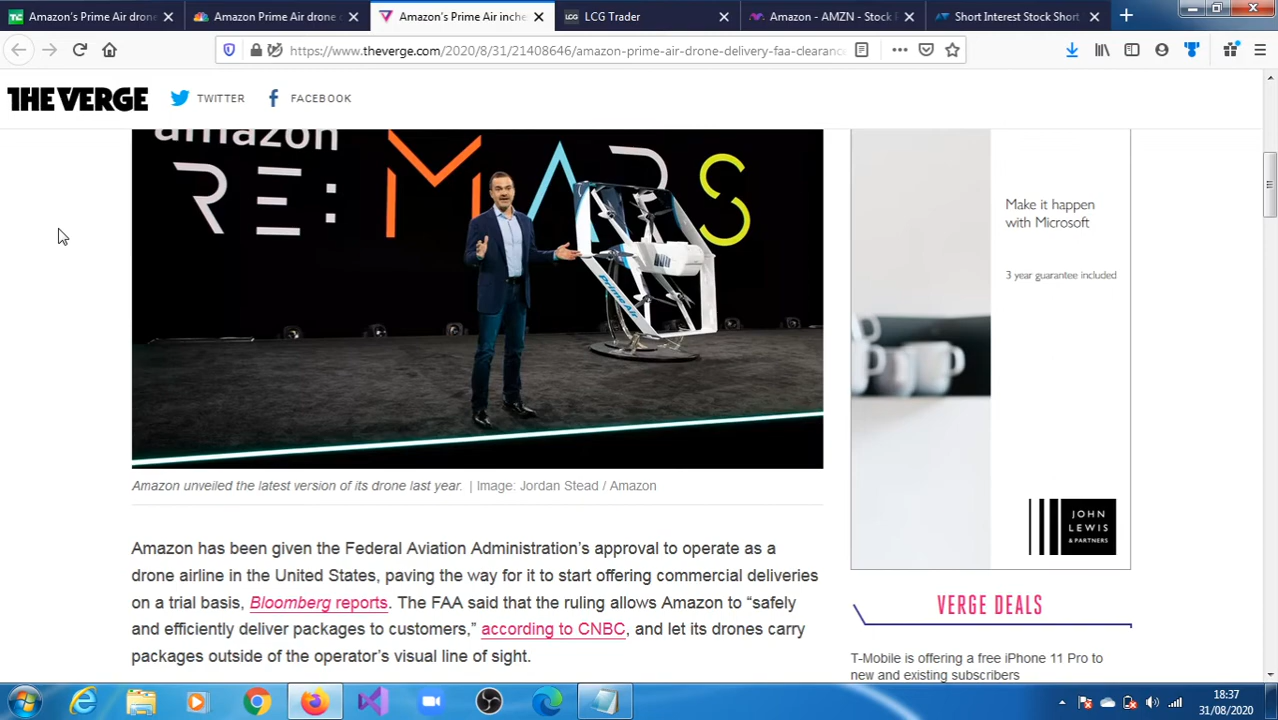 Amazon's Prime Air dron
Amazon Prime Air drone c
Amazon's Prime Air inche
LCG LCG Trader
Amazon - AMZN - Stock P
Short Interest Stock Short
https://www.theverge.com/2020/8/31/21408646/amazon-prime-air-drone-delivery-faa-clearanc
THE VERGE
TWITTER
FACEBOOK
amazon
RE: MARS
Prime Air
Make it happen
with Microsoft
3 year guarantee included
JOHN
LEWIS
& PARTNERS
Amazon unveiled the latest version of its drone last year. | Image: Jordan Stead / Amazon
Amazon has been given the Federal Aviation Administration's approval to operate as a
drone airline in the United States, paving the way for it to start offering commercial deliveries
on a trial basis, Bloomberg reports. The FAA said that the ruling allows Amazon to “safely
and efficiently deliver packages to customers,” according to CNBC, and let its drones carry
packages outside of the operator's visual line of sight.
VERGE DEALS
T-Mobile is offering a free iPhone 11 Pro to
new and existing subscribers
18:37
31/08/2020